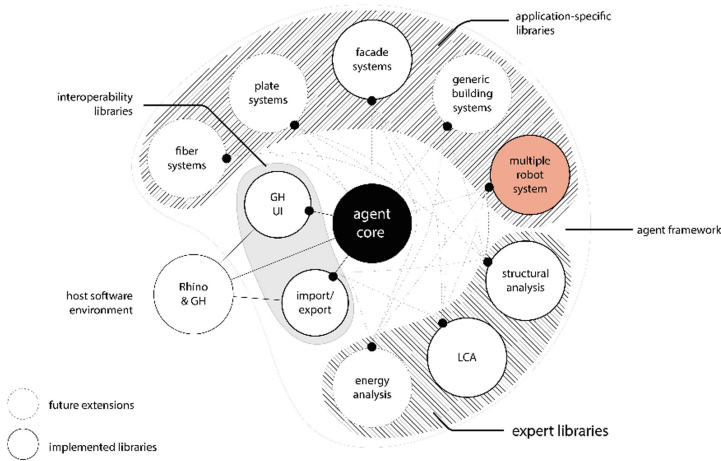 application-specific
libraries
facade
systems
plate
systems
generic
building
systems
interoperability
libraries
fiber
systems
multiple
robot
system
GH
UI
agent
core
agent framework
structural
analysis
Rhino
& GH
host software
environment
import/
export
LCA
energy
analysis
future extensions
expert libraries
implemented libraries